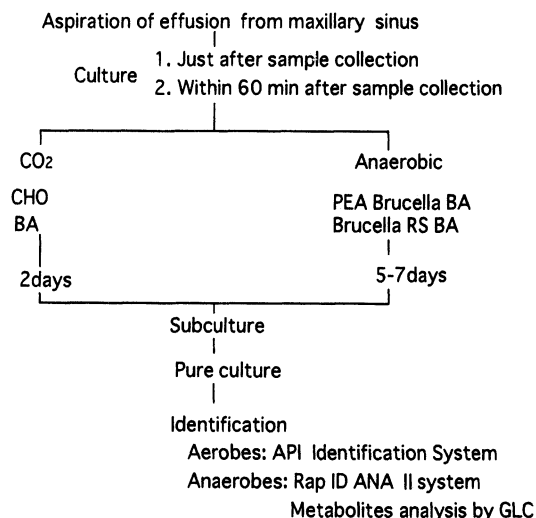 Aspiration of effusion from maxillary sinus
Culture
1. Just after sample collection
2. Within 60 min after sample collection
CO2
Anaerobic
CHO
BA
PEA Brucella BA
Brucella RS BA
2days
5-7days
Subculture
Pure culture
Identification
Aerobes: API Identification System
Anaerobes: Rap ID ANA II system
Metabolites analysis by GLC